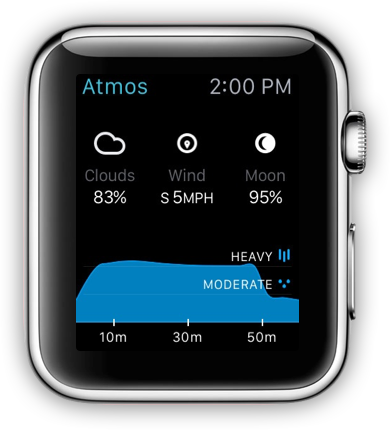 Atmos 2:00 PM
Clouds Wind Moon
83% S 5MPH 95%
HEAVY
MODERATE
10m 30m 50m